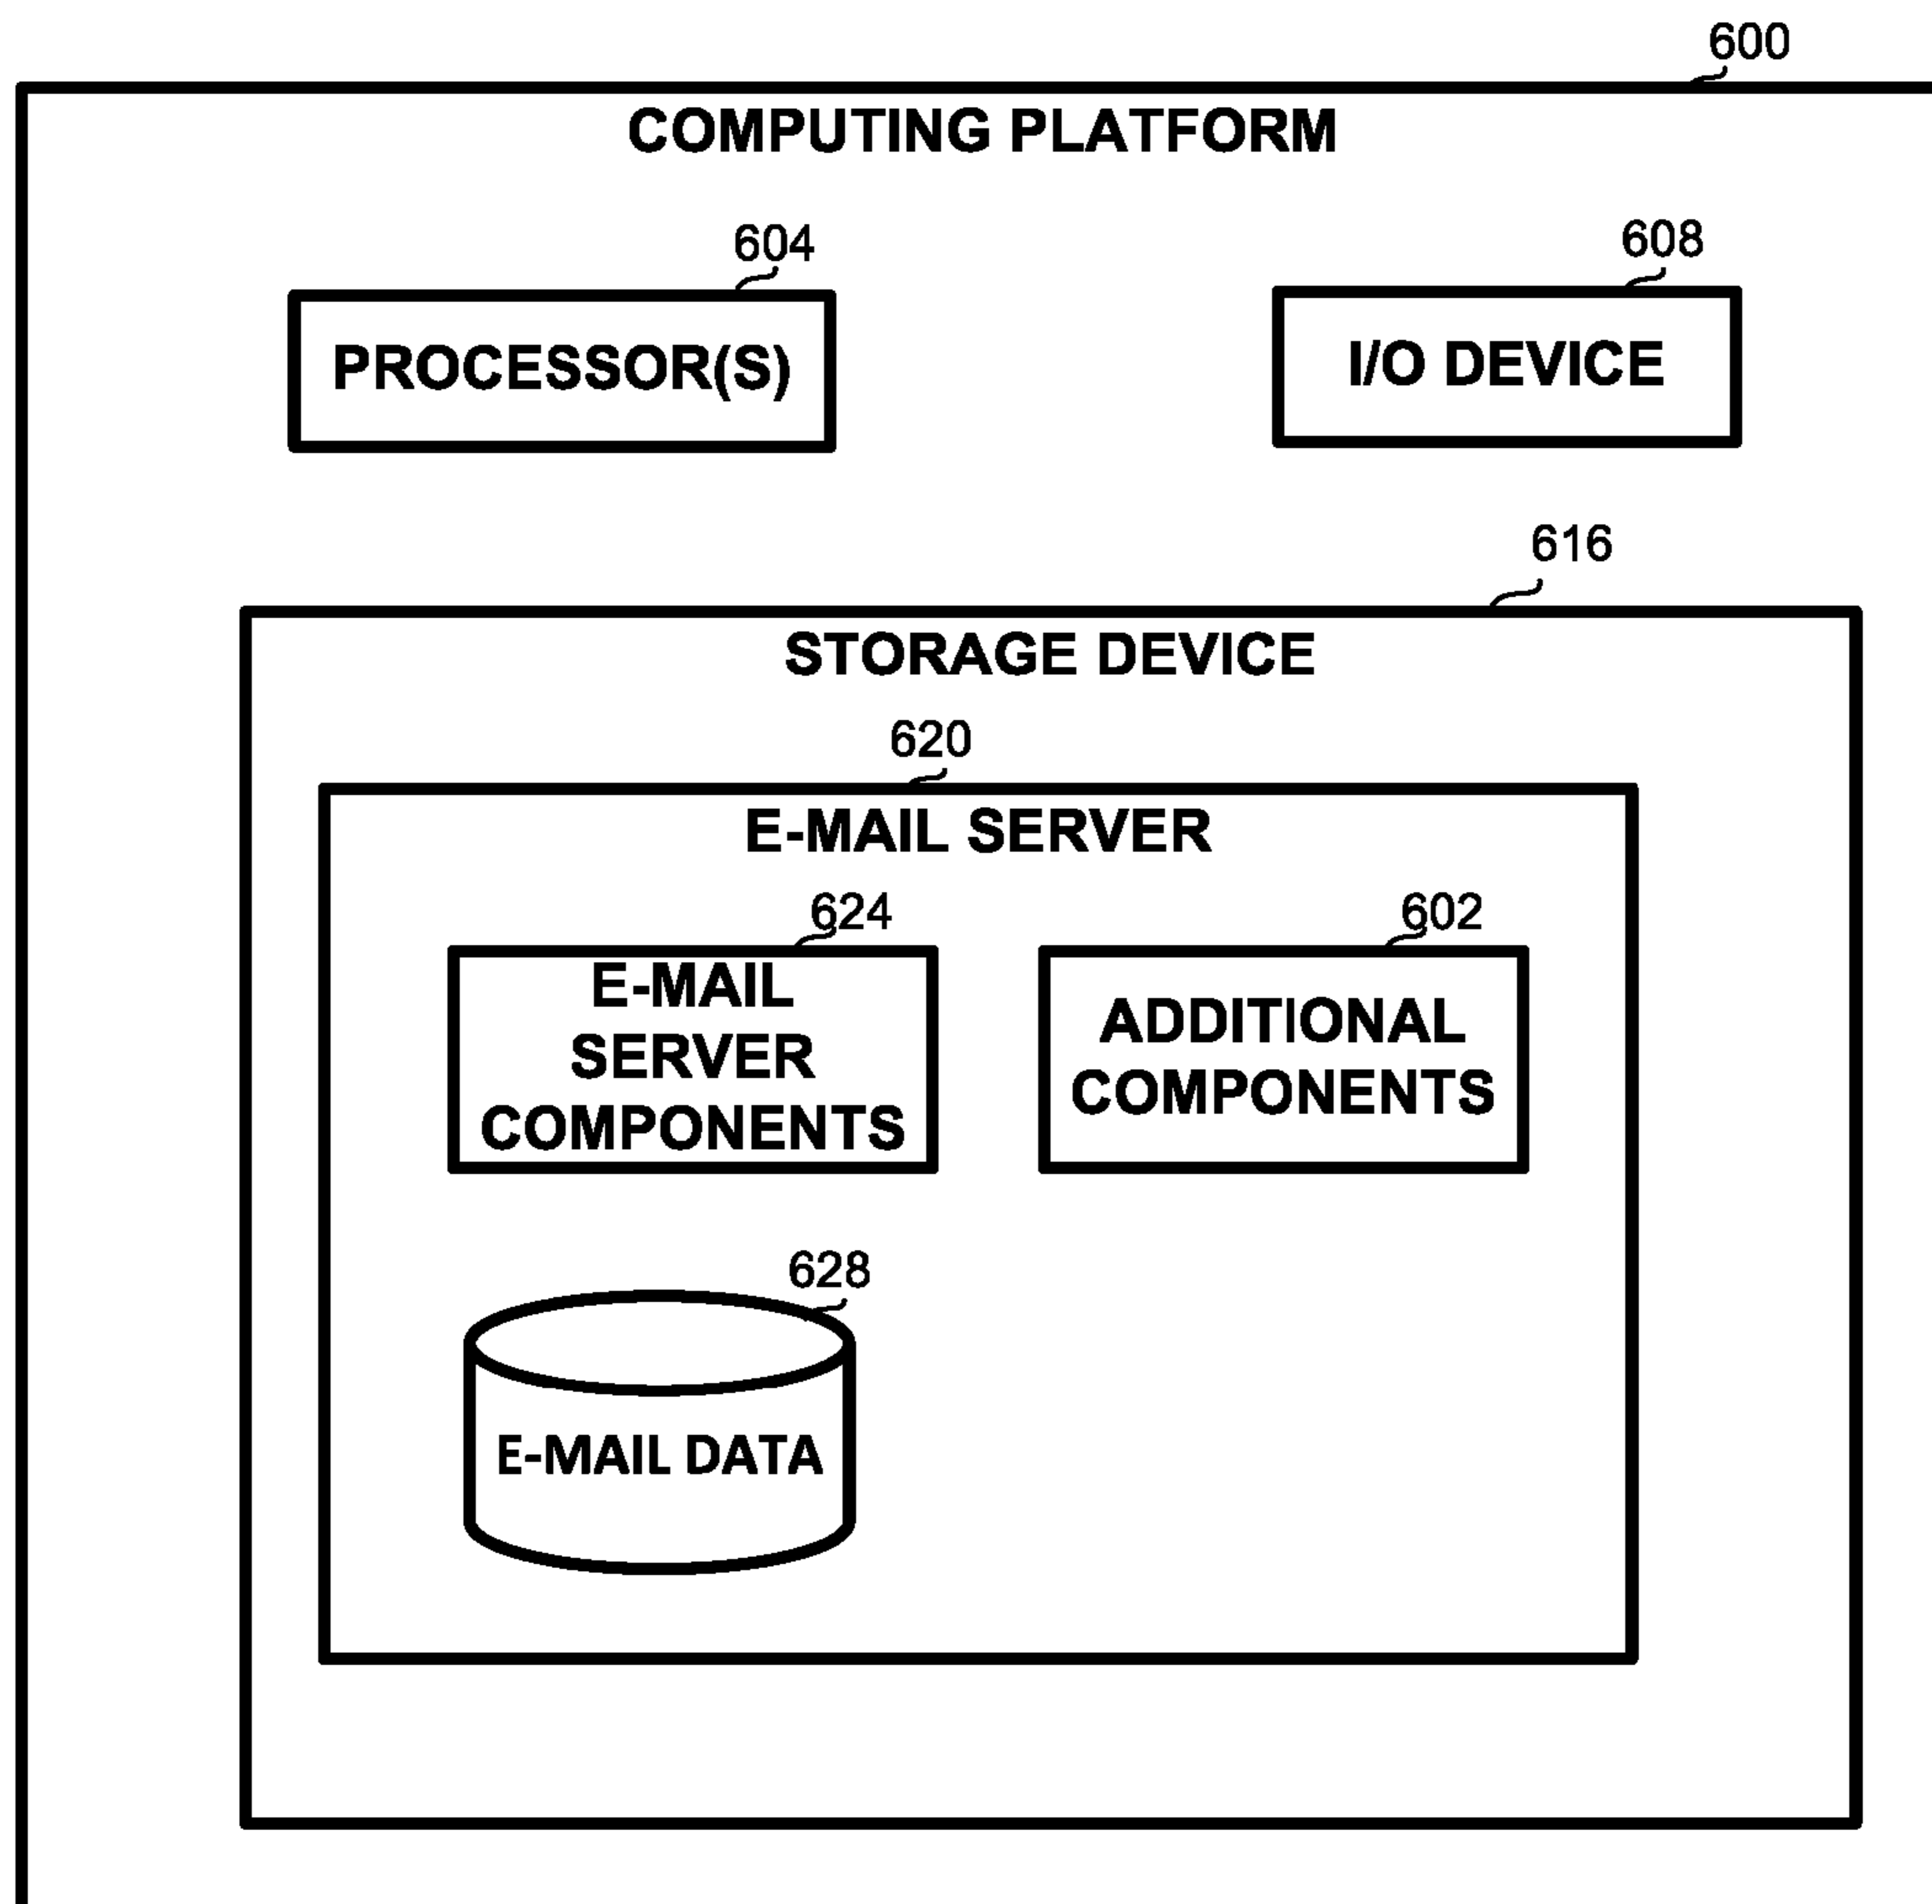 600
COMPUTING PLATFORM
604
608
PROCESSOR(S)
I/O DEVICE
616
STORAGE DEVICE
620
E-MAIL SERVER
624
602
E-MAIL
SERVER
COMPONENTS
ADDITIONAL
COMPONENTS
628
E-MAIL DATA